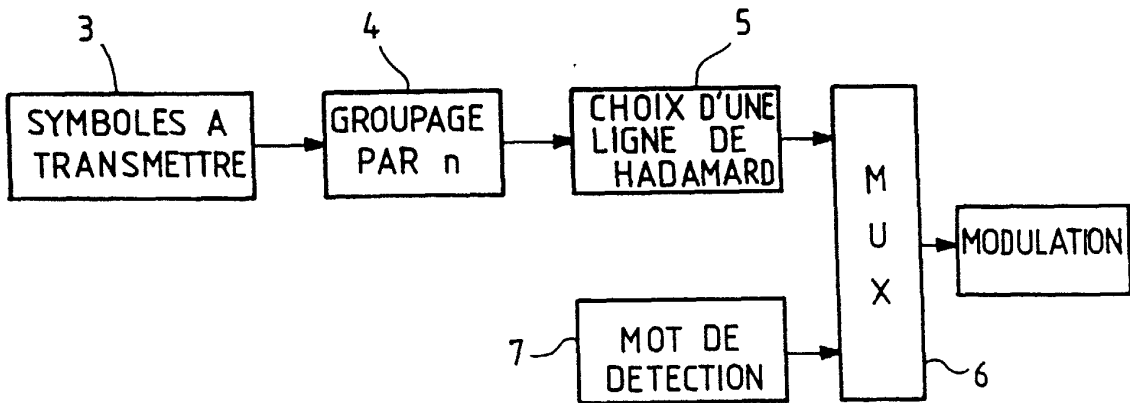 3
4
5
SYMBOLES A
TRANSMETTRE
GROUPAGE
PAR n
CHOIX D'UNE
LIGNE DE
HADAMARD
M
U
X
MODULATION
7
MOT DE
DETECTION
6